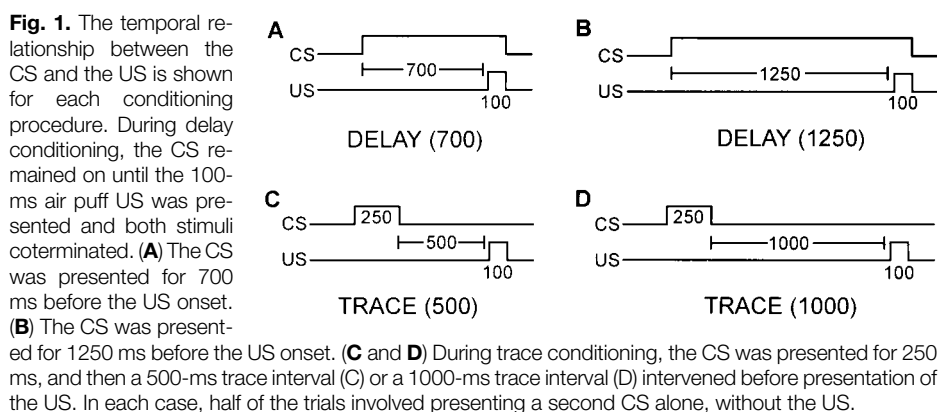 Fig. 1. The temporal re-
lationship between the
CS and the US is shown
for each conditioning
procedure. During delay
conditioning, the CS re-
mained on until the 100-
ms air puff US was pre-
sented and both stimuli
coterminated. (A) The CS
was presented for 700
ms before the US onset.
(B) The CS was present-
ed for 1250 ms before the US onset. (C and D) During trace conditioning, the CS was presented for 250
ms, and then a 500-ms trace interval (C) or a 1000-ms trace interval (D) intervened before presentation of
the US. In each case, half of the trials involved presenting a second CS alone, without the US.
A
CS
700
US
100
DELAY (700)
B
CS
1250
US
100
DELAY (1250)
C
CS 250
500
US
100
TRACE (500)
D
CS 250
1000
US
100
TRACE (1000)